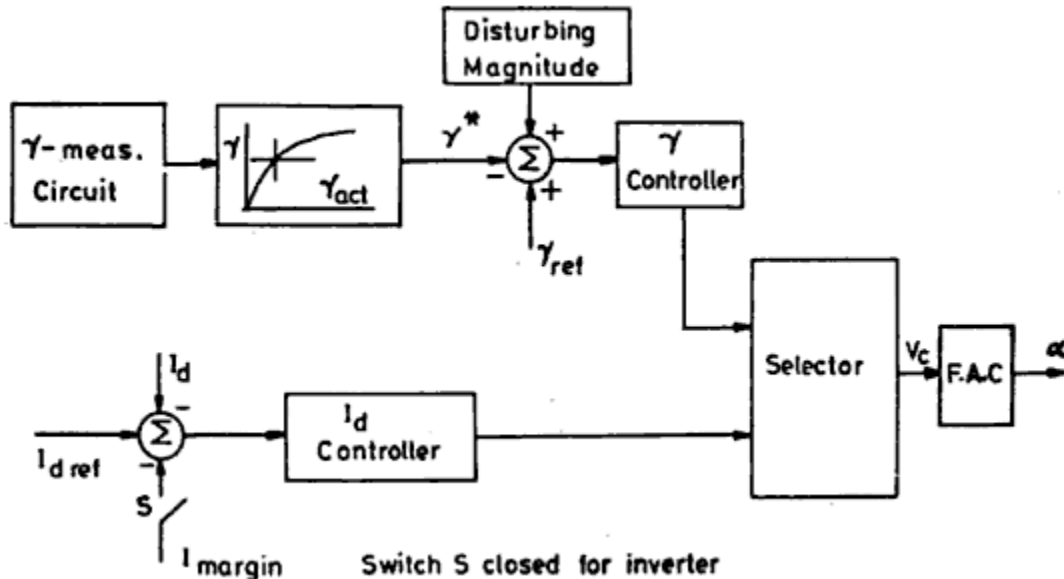 Disturbing
Magnitude
γ-meas.
Circuit
γ
γact
γ*
+
Σ
-
+
γref
γ
Controller
Selector
Vc
F.A.C
α
Id
-
Σ
-
Id ref
Id
Controller
S
Imargin
Switch S closed for inverter